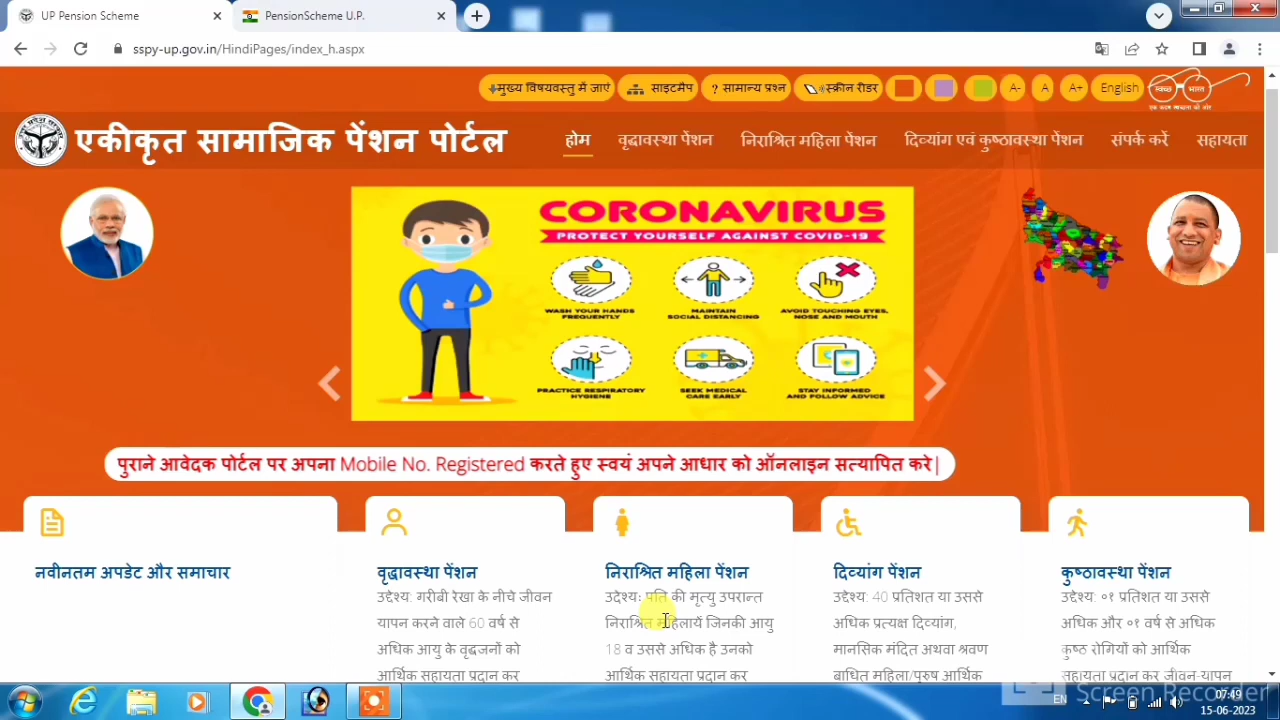 UP Pension Scheme
PensionScheme U.P.
sspy-up.gov.in/HindiPages/index_h.aspx
मुख्य विषयवस्तु में जाएं
साइटमैप
? सामान्य प्रश्न
स्क्रीन रीडर
A-
A
A+
English
स्वच्छ भारत
एक कदम स्वच्छता की ओर
एकीकृत सामाजिक पेंशन पोर्टल
होम
वृद्धावस्था पेंशन
निराश्रित महिला पेंशन
दिव्यांग एवं कुष्ठावस्था पेंशन
संपर्क करें
सहायता
CORONAVIRUS
PROTECT YOURSELF AGAINST COVID-19
WASH YOUR HANDS
FREQUENTLY
MAINTAIN
SOCIAL DISTANCING
AVOID TOUCHING EYES,
NOSE AND MOUTH
PRACTICE RESPIRATORY
HYGIENE
SEEK MEDICAL
CARE EARLY
STAY INFORMED
AND FOLLOW ADVICE
पुराने आवेदक पोर्टल पर अपना Mobile No. Registered करते हुए स्वयं अपने आधार को ऑनलाइन सत्यापित करे|
नवीनतम अपडेट और समाचार
वृद्धावस्था पेंशन
उद्देश्य: गरीबी रेखा के नीचे जीवन
यापन करने वाले 60 वर्ष से
अधिक आयु के वृद्धजनों को
आर्थिक सहायता प्रदान कर
निराश्रित महिला पेंशन
उद्देश्यः पति की मृत्यु उपरान्त
निराश्रित महिलायें जिनकी आयु
18 व उससे अधिक है उनको
आर्थिक सहायता प्रदान कर
दिव्यांग पेंशन
उद्देश्य: 40 प्रतिशत या उससे
अधिक प्रत्यक्ष दिव्यांग,
मानसिक मंदित अथवा श्रवण
बाधित महिला/पुरुष आर्थिक
कुष्ठावस्था पेंशन
उद्देश्य: ०१ प्रतिशत या उससे
अधिक और ०१ वर्ष से अधिक
कुष्ठ रोगियों को आर्थिक
सहायता प्रदान कर जीवन-यापन
Screen Recorder
EN
07:49
15-06-2023